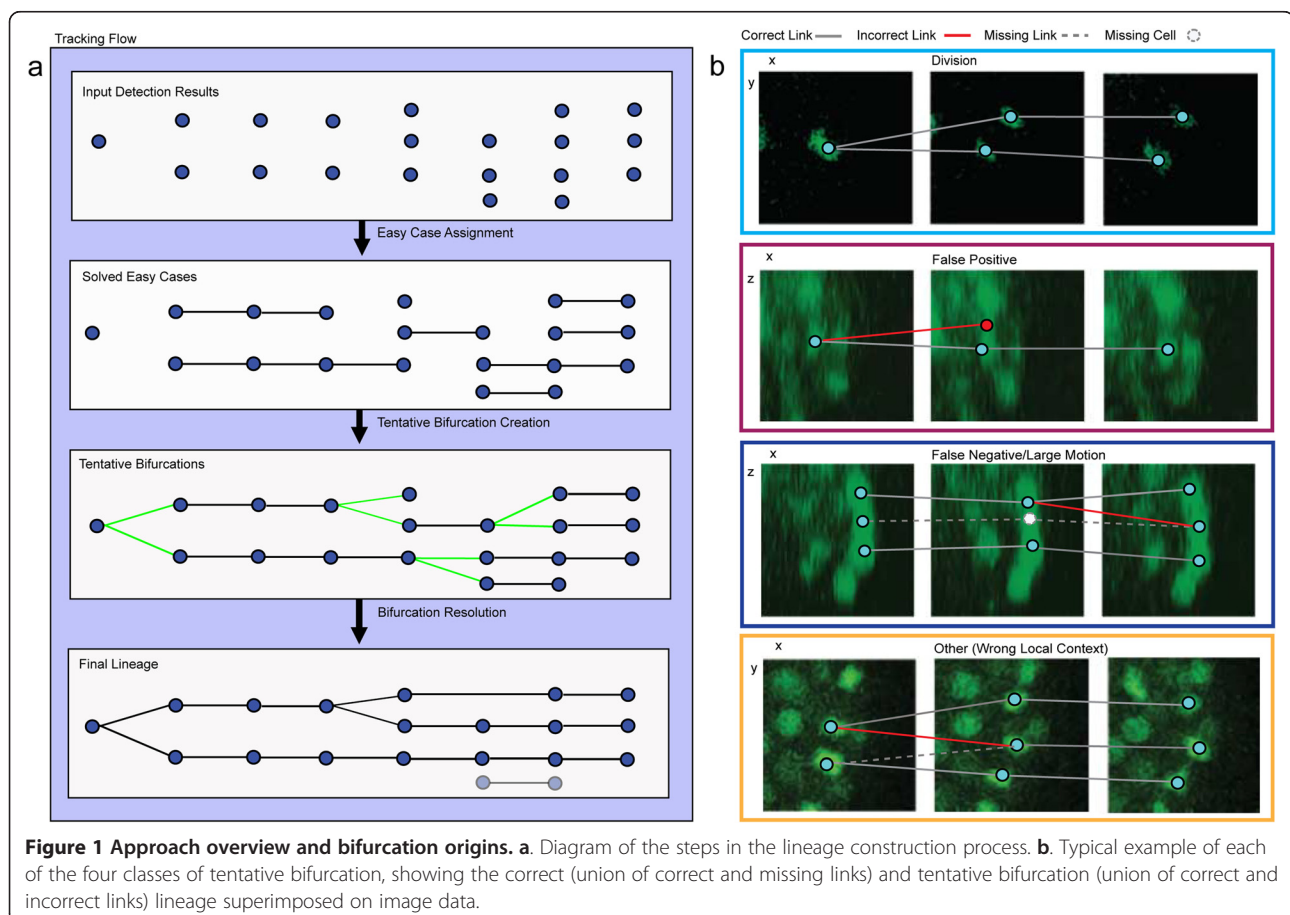 Tracking Flow
a
Input Detection Results
Easy Case Assignment
Solved Easy Cases
Tentative Bifurcation Creation
Tentative Bifurcations
Bifurcation Resolution
Final Lineage
Correct Link Incorrect Link Missing Link Missing Cell
b
x
Division
y
x
False Positive
z
x
False Negative/Large Motion
z
x
Other (Wrong Local Context)
y
Figure 1 Approach overview and bifurcation origins. a. Diagram of the steps in the lineage construction process. b. Typical example of each
of the four classes of tentative bifurcation, showing the correct (union of correct and missing links) and tentative bifurcation (union of correct and
incorrect links) lineage superimposed on image data.